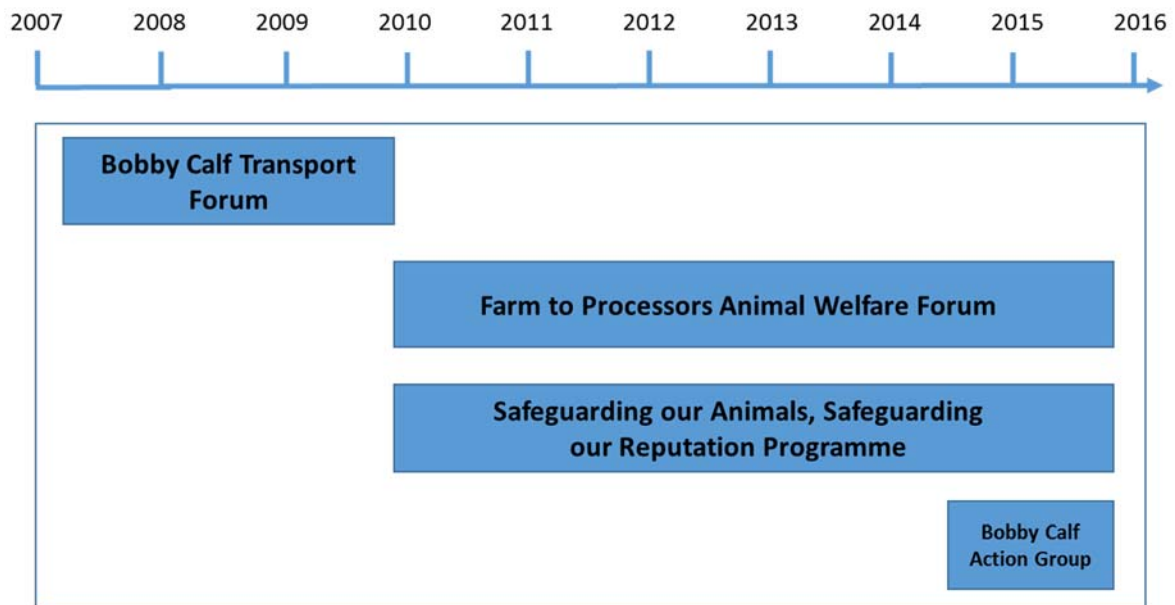 2007 2008 2009 2010 2011 2012 2013 2014 2015 2016
Bobby Calf Transport
Forum
Farm to Processors Animal Welfare Forum
Safeguarding our Animals, Safeguarding
our Reputation Programme
Bobby Calf
Action Group